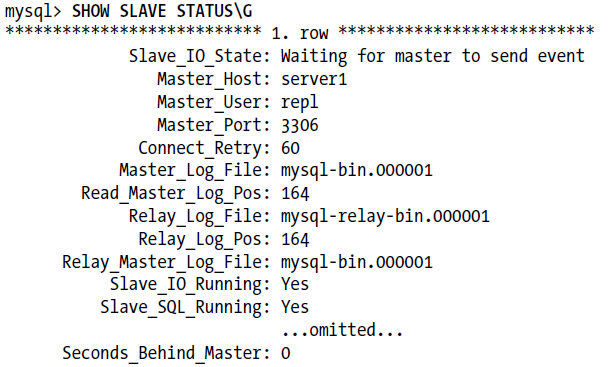 mysql> SHOW SLAVE STATUS\G
*************************** 1. row ***************************
Slave_IO_State: Waiting for master to send event
Master_Host: server1
Master_User: repl
Master_Port: 3306
Connect_Retry: 60
Master_Log_File: mysql-bin.000001
Read_Master_Log_Pos: 164
Relay_Log_File: mysql-relay-bin.000001
Relay_Log_Pos: 164
Relay_Master_Log_File: mysql-bin.000001
Slave_IO_Running: Yes
Slave_SQL_Running: Yes
...omitted...
Seconds_Behind_Master: 0